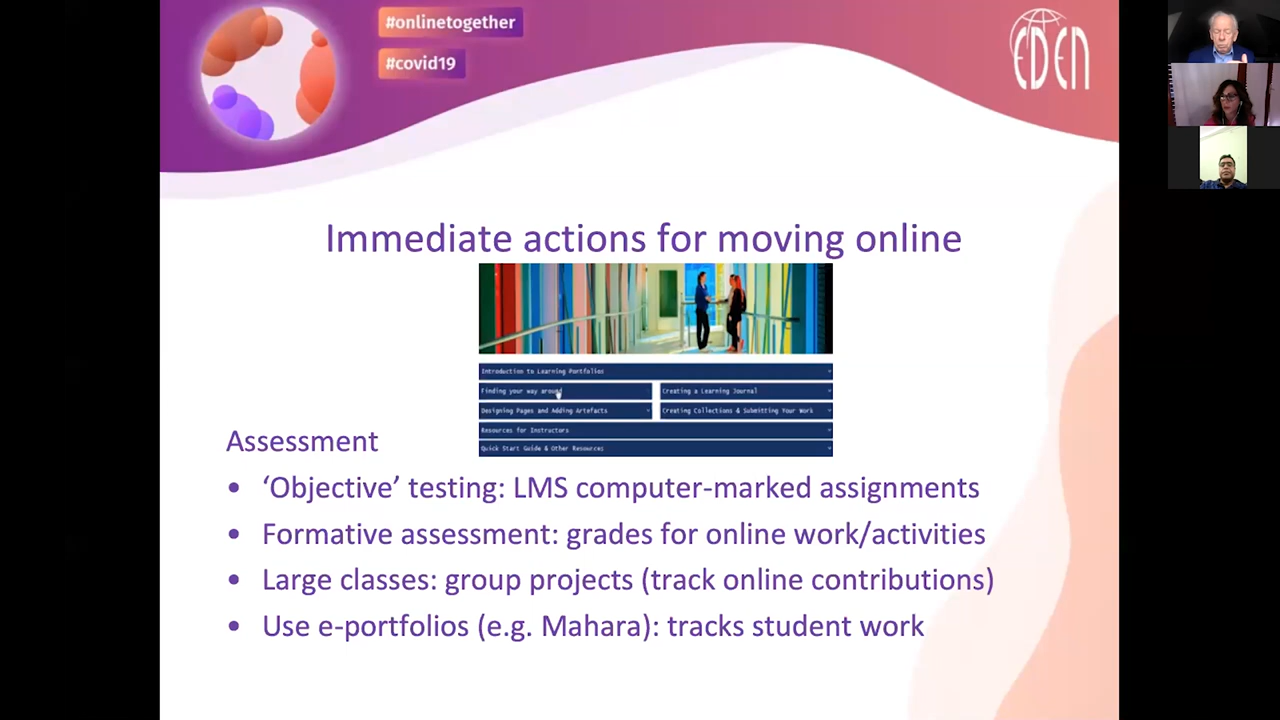 #onlinetogether
#covid19
EDEN
Immediate actions for moving online
Introduction to Learning Portfolios
Finding your way around
Creating a Learning Journal
Designing Pages and Adding Artefacts
Creating Collections & Submitting Your Work
Resources for Instructors
Quick Start Guide & Other Resources
Assessment
• ‘Objective’ testing: LMS computer-marked assignments
• Formative assessment: grades for online work/activities
• Large classes: group projects (track online contributions)
• Use e-portfolios (e.g. Mahara): tracks student work